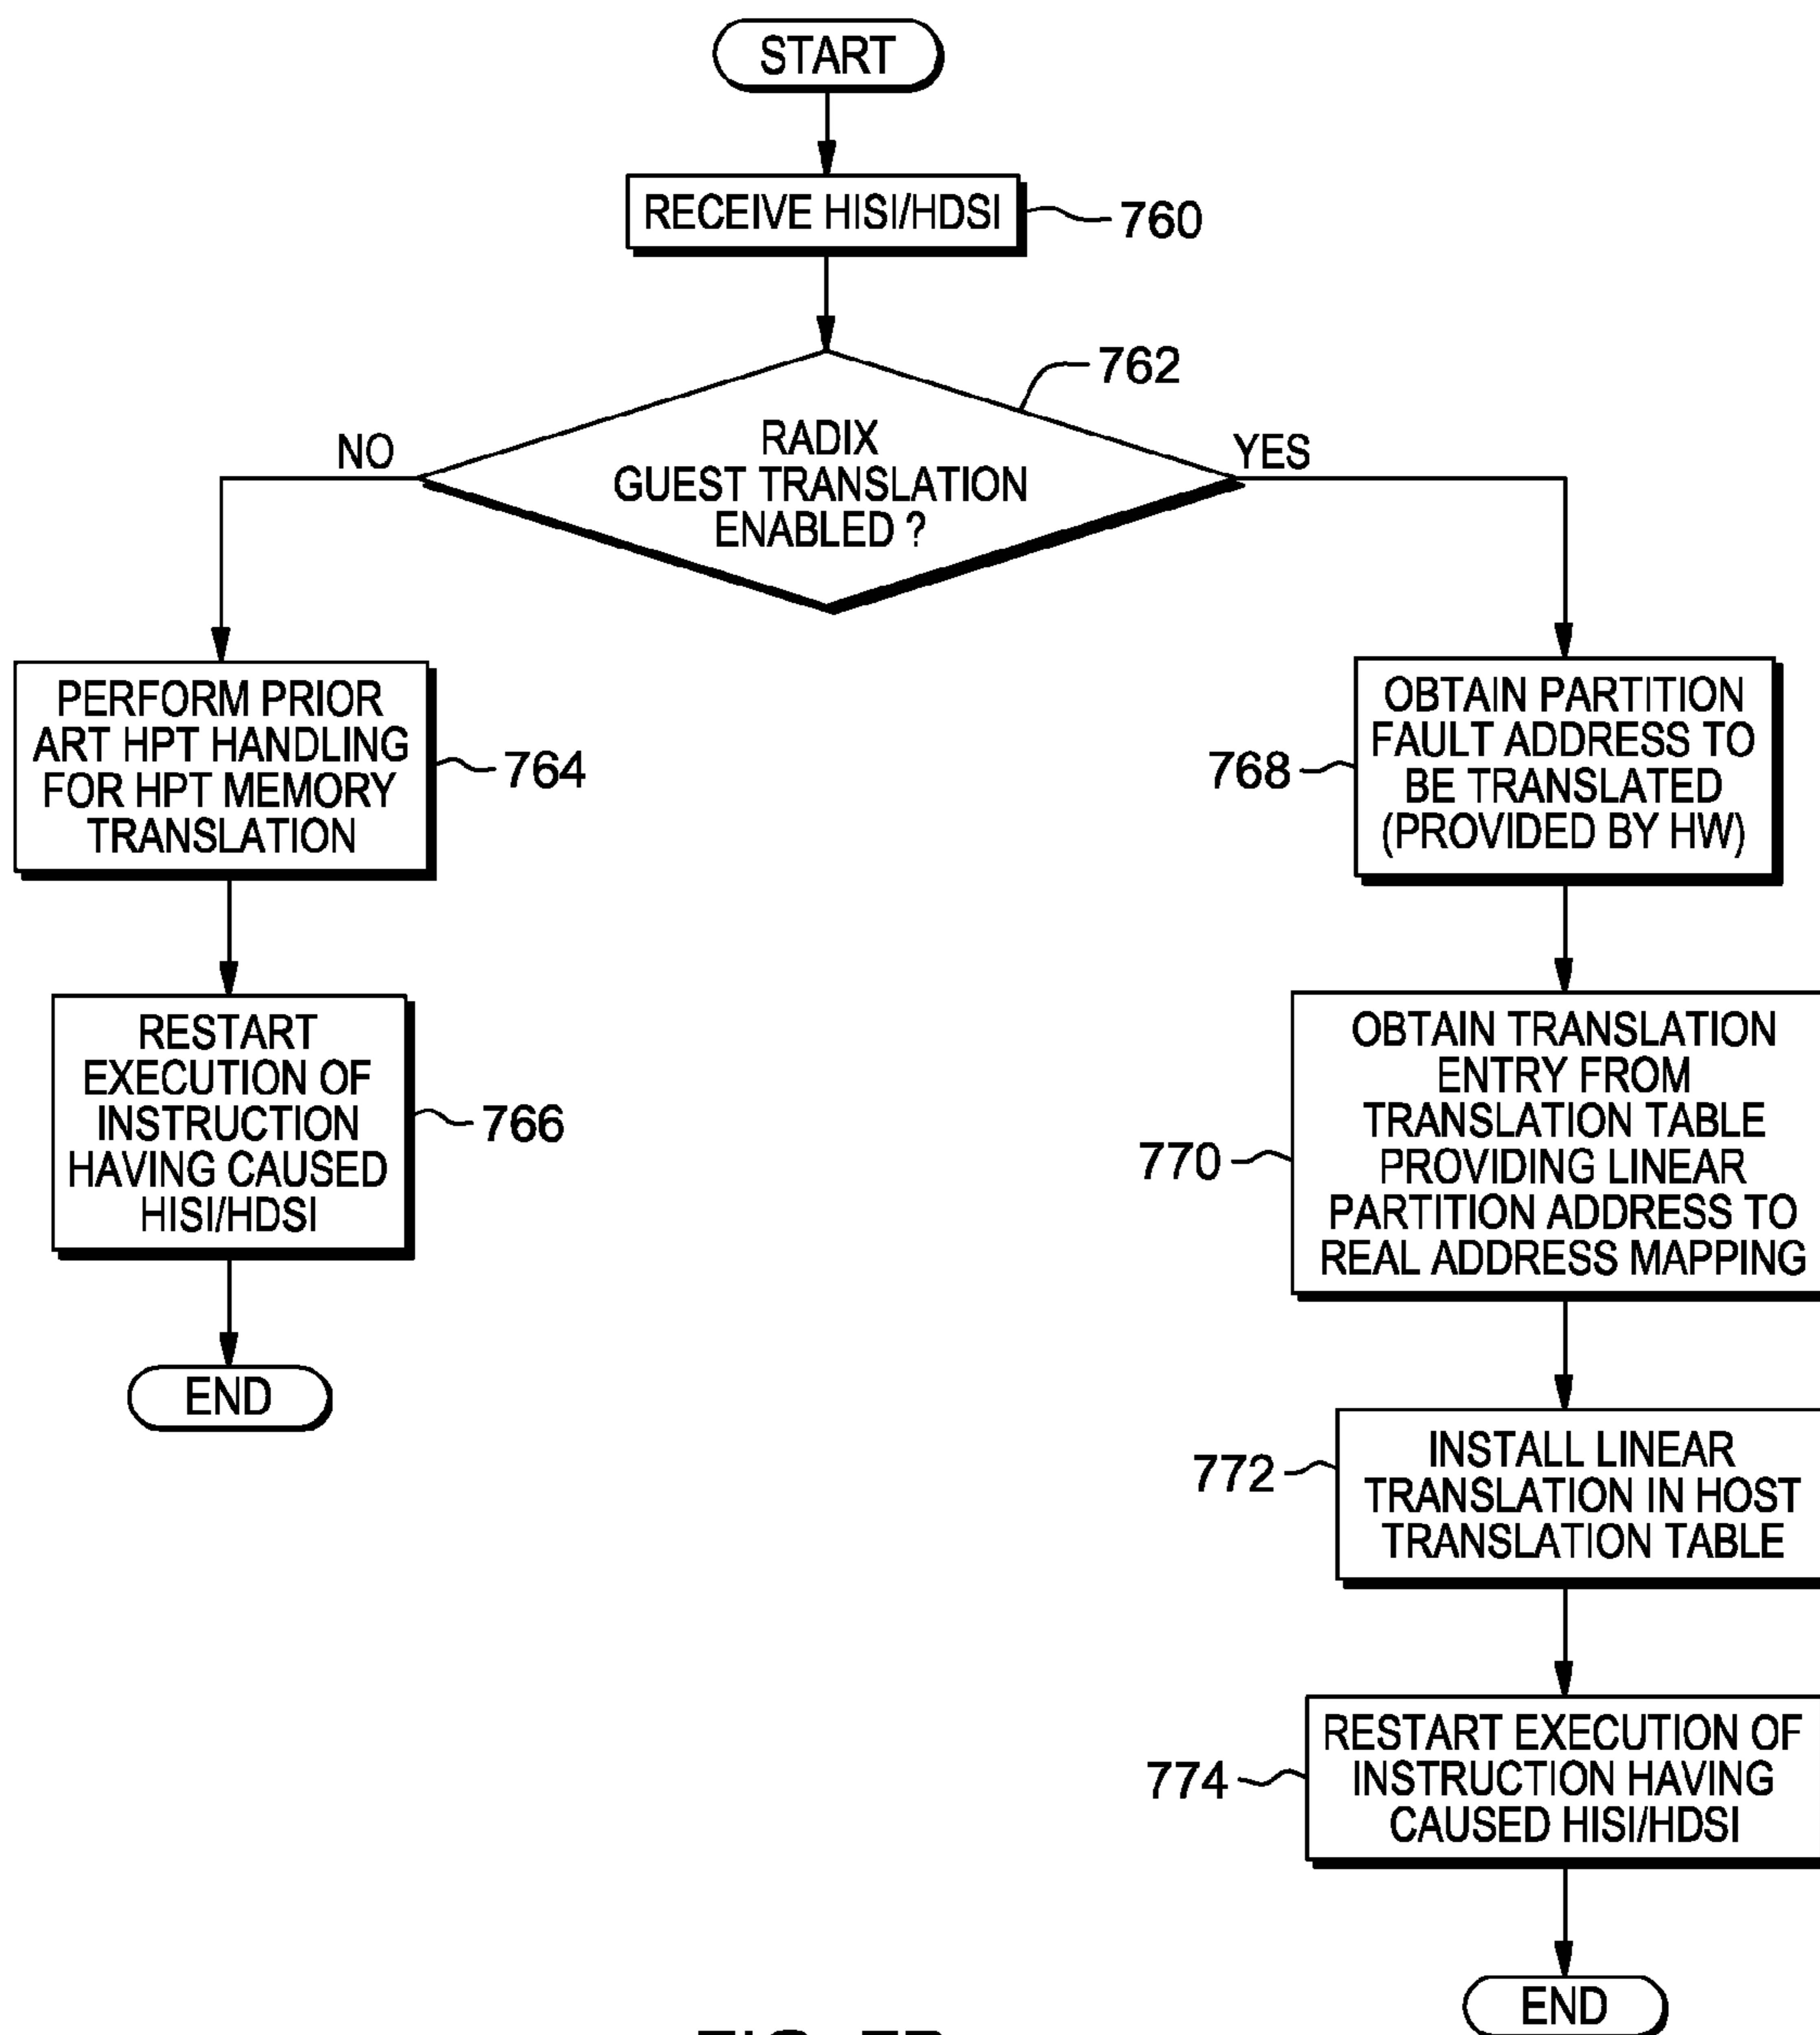 START
RECEIVE HISI/HDSI
760
762
RADIX
GUEST TRANSLATION
ENABLED ?
NO
YES
PERFORM PRIOR
ART HPT HANDLING
FOR HPT MEMORY
TRANSLATION
764
RESTART
EXECUTION OF
INSTRUCTION
HAVING CAUSED
HISI/HDSI
766
END
OBTAIN PARTITION
FAULT ADDRESS TO
BE TRANSLATED
(PROVIDED BY HW)
768
OBTAIN TRANSLATION
ENTRY FROM
TRANSLATION TABLE
PROVIDING LINEAR
PARTITION ADDRESS TO
REAL ADDRESS MAPPING
770
INSTALL LINEAR
TRANSLATION IN HOST
TRANSLATION TABLE
772
RESTART EXECUTION OF
INSTRUCTION HAVING
CAUSED HISI/HDSI
774
END